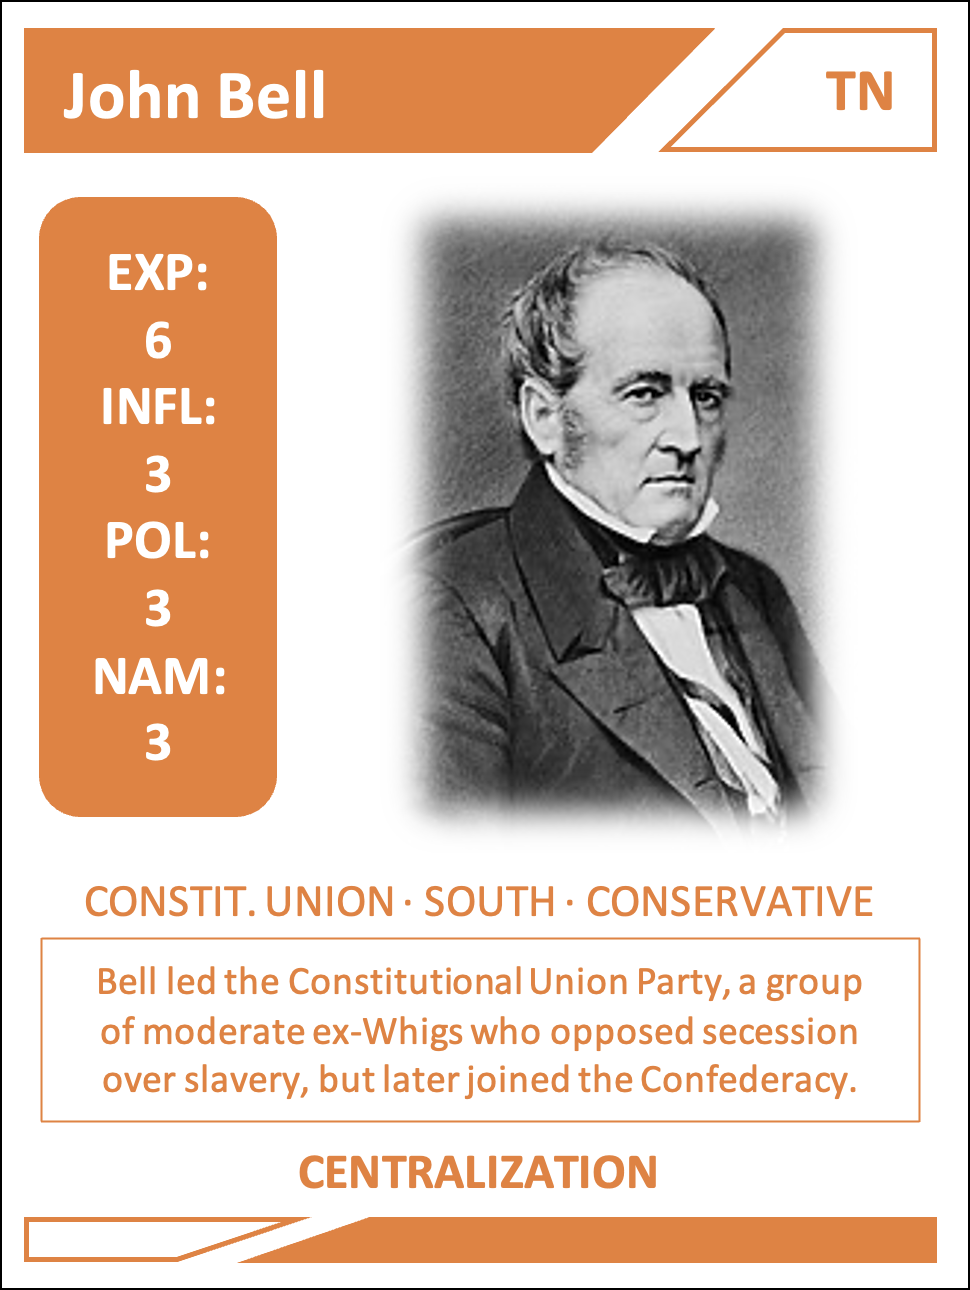 John Bell
TN
EXP:
6
INFL:
3
POL:
3
NAM:
3
CONSTIT. UNION · SOUTH · CONSERVATIVE
Bell led the Constitutional Union Party, a group
of moderate ex-Whigs who opposed secession
over slavery, but later joined the Confederacy.
CENTRALIZATION